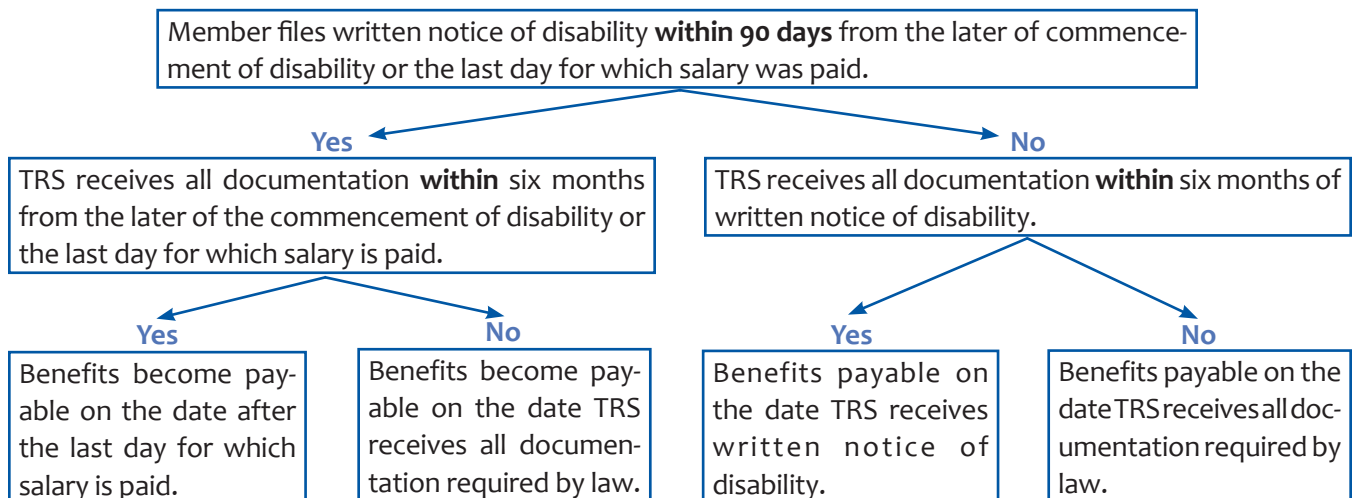 Member files written notice of disability within 90 days from the later of commence-
ment of disability or the last day for which salary was paid.
Yes
No
TRS receives all documentation within six months
from the later of the commencement of disability or
the last day for which salary is paid.
TRS receives all documentation within six months of
written notice of disability.
Yes
No
Yes
No
Benefits become pay-
able on the date after
the last day for which
salary is paid.
Benefits become pay-
able on the date TRS
receives all documen-
tation required by law.
Benefits payable on
the date TRS receives
written notice of
disability.
Benefits payable on the
date TRS receives all doc-
umentation required by
law.